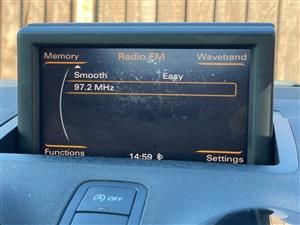 Memory Radio FM Waveband
Smooth Easy
97.2 MHz
Functions 14:59 Settings
A OFF